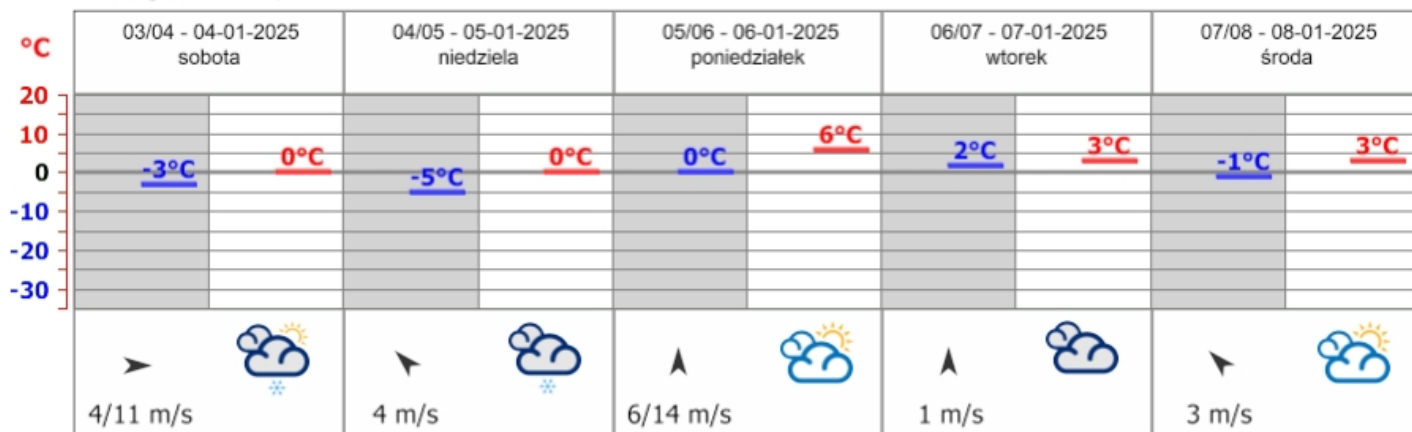 °C
03/04 - 04-01-2025
sobota
04/05 - 05-01-2025
niedziela
05/06 - 06-01-2025
poniedziałek
06/07 - 07-01-2025
wtorek
07/08 - 08-01-2025
środa
20
10
0
-10
-20
-30
-3°C
0°C
-5°C
0°C
0°C
6°C
2°C
3°C
-1°C
3°C
4/11 m/s
4 m/s
6/14 m/s
1 m/s
3 m/s